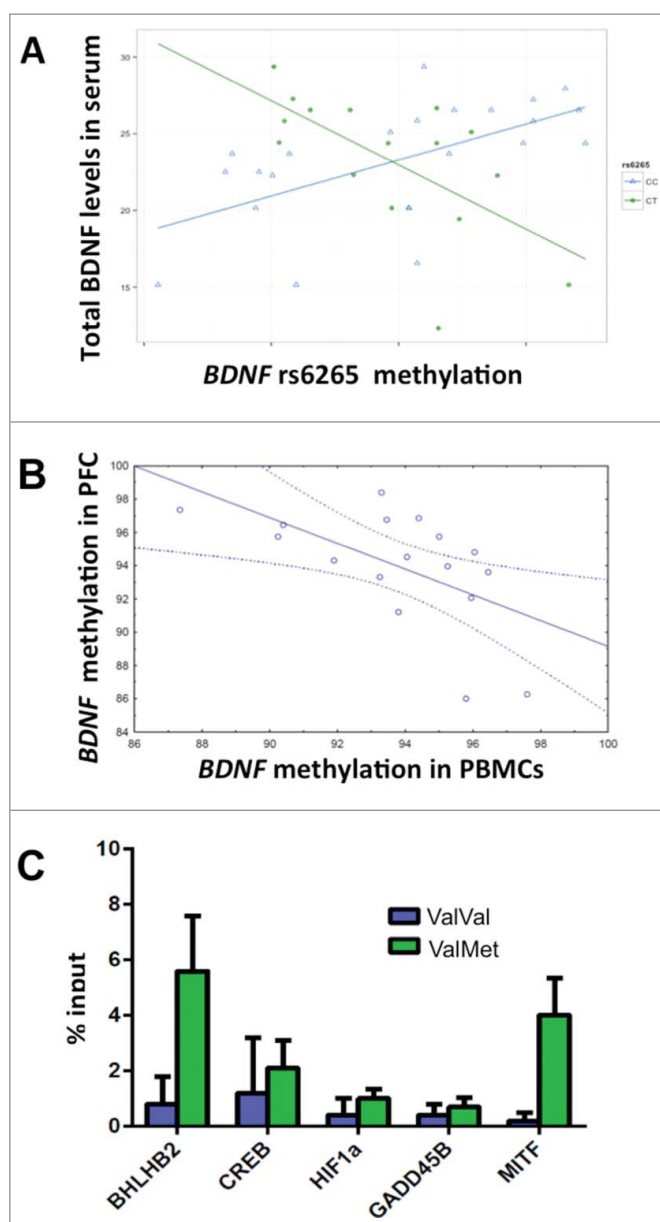 A
Total BDNF levels in serum
30
25
20
15
BDNF rs6265 methylation
rs6265
CC
CT
B
BDNF methylation in PFC
100
98
96
94
92
90
88
86
84
86
88
90
92
94
96
98
100
BDNF methylation in PBMCs
C
% input
10
8
6
4
2
0
ValVal
ValMet
BHLHB2
CREB
HIF1a
GADD45B
MITF